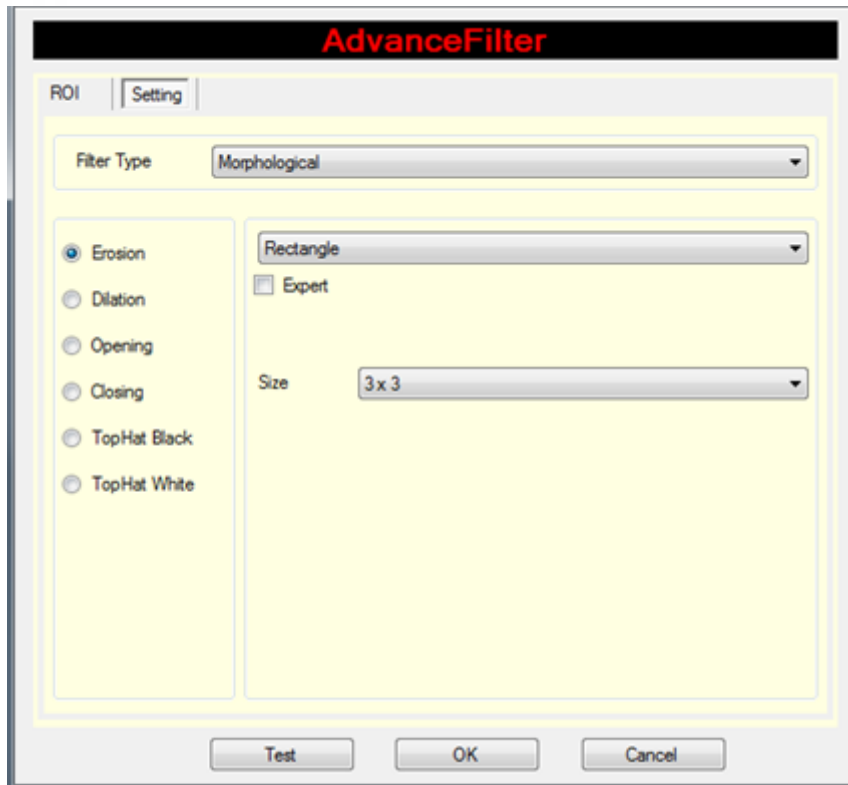 AdvanceFilter
ROI Setting
Filter Type Morphological
Erosion
Dilation
Opening
Closing
TopHat Black
TopHat White
Rectangle
Expert
Size 3 x 3
Test OK Cancel